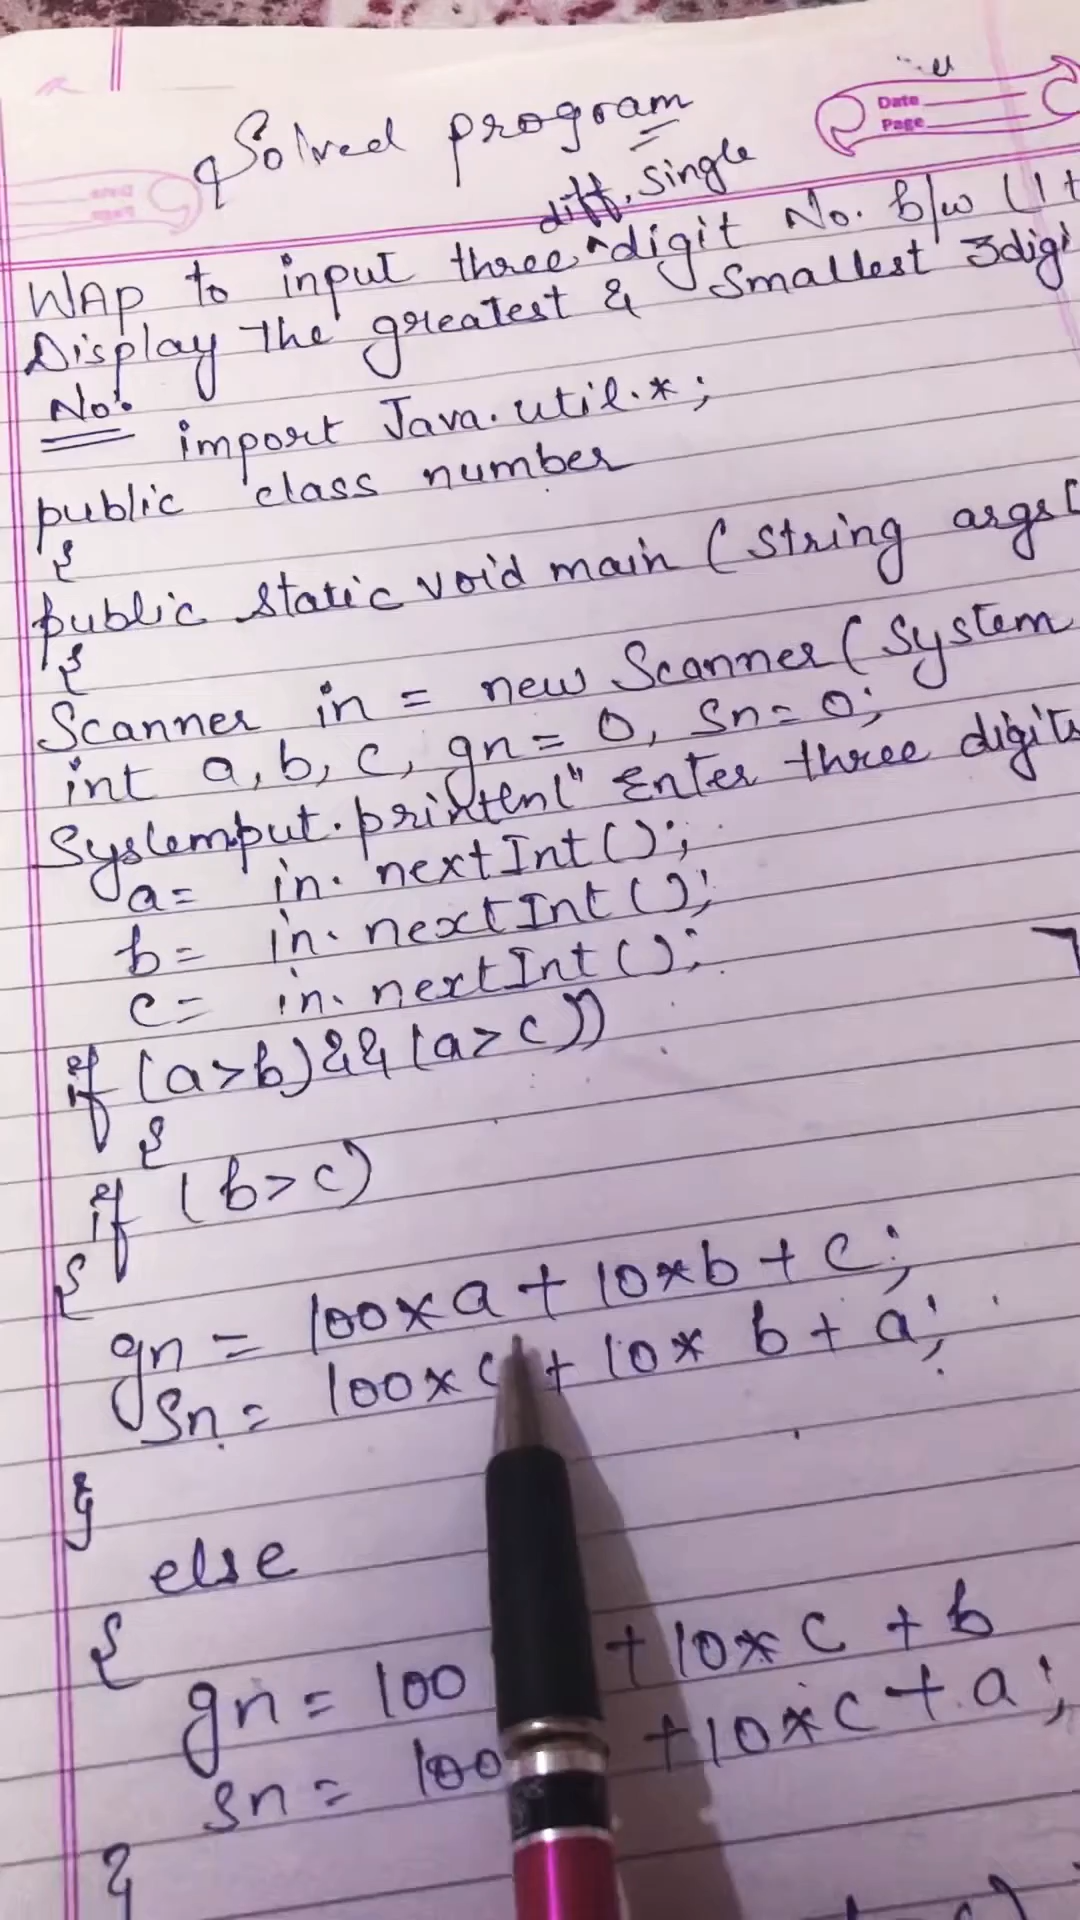 Solved program
Date
Page
diff. single
WAP to input three ^ digit No. b/w (1 t
Display the greatest & smallest 3digi
No:
import Java.util.*;
public class number
{
public static void main (String args[
{
Scanner in = new Scanner (System
int a, b, c, gn = 0, Sn = 0;
System.out.println(" Enter three digits
a = in. nextInt ();
b = in. nextInt ();
c = in. nextInt ();
if (a>b) && (a>c))
{
if (b>c)
{
gn = 100*a + 10*b + c;
Sn = 100*c + 10* b + a;
}
else
{
gn = 100 + 10* c + b
Sn = 100 + 10*c + a;
}